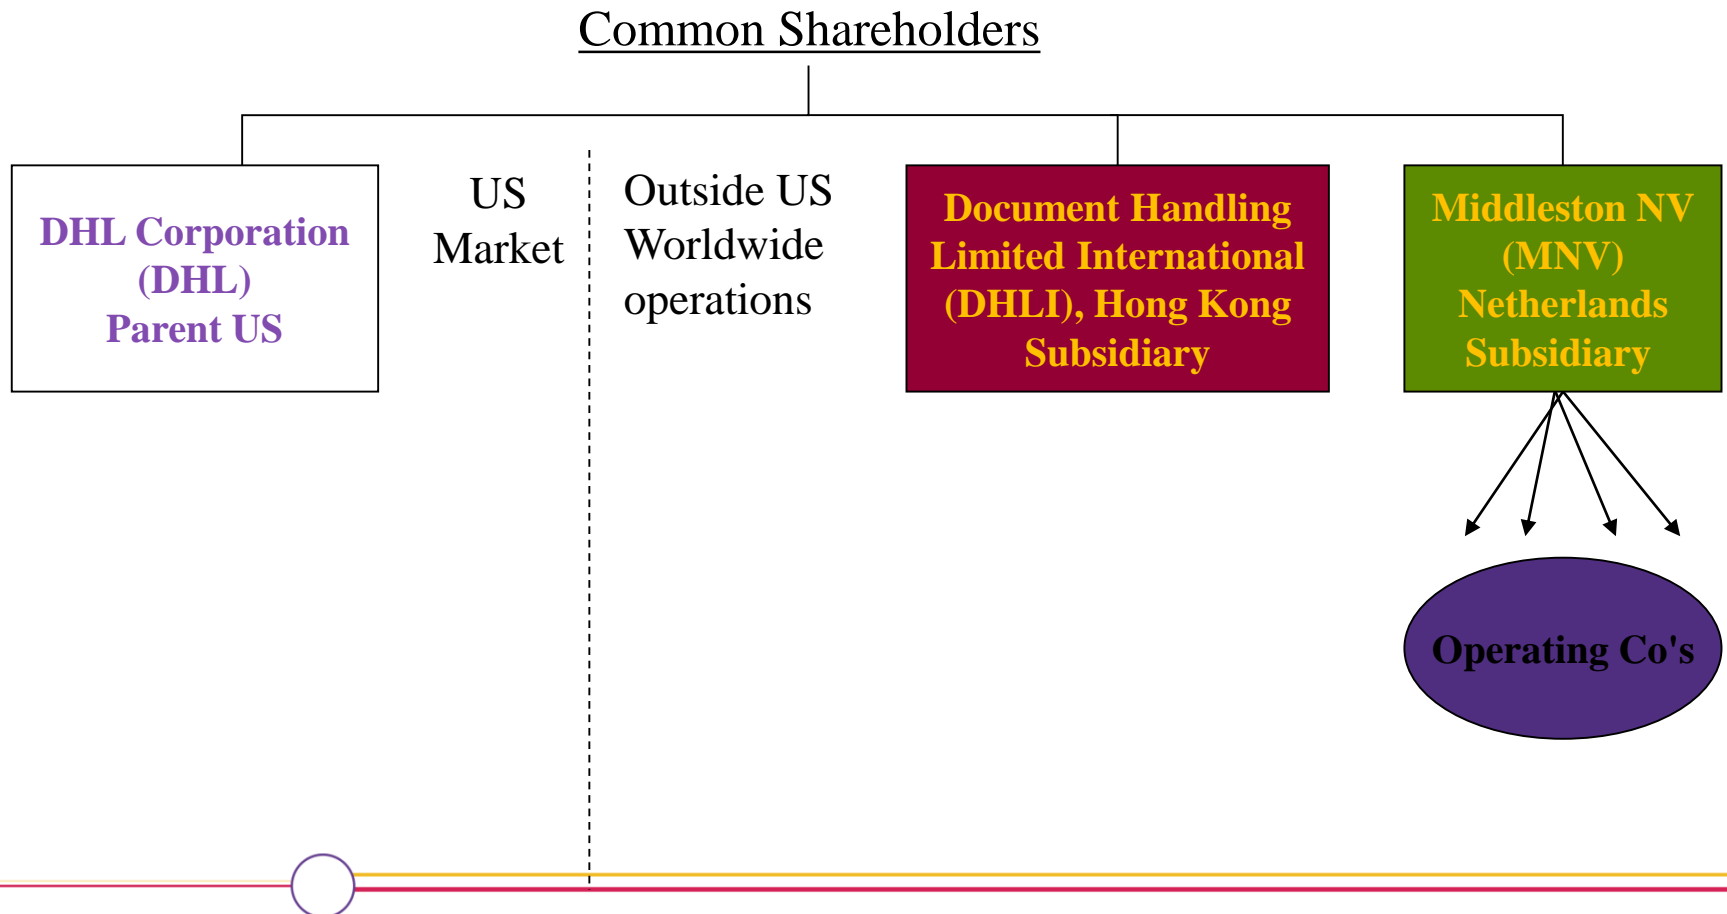 Common Shareholders
DHL Corporation
(DHL)
Parent US
US
Market
Outside US
Worldwide
operations
Document Handling
Limited International
(DHLI), Hong Kong
Subsidiary
Middleston NV
(MNV)
Netherlands
Subsidiary
Operating Co's